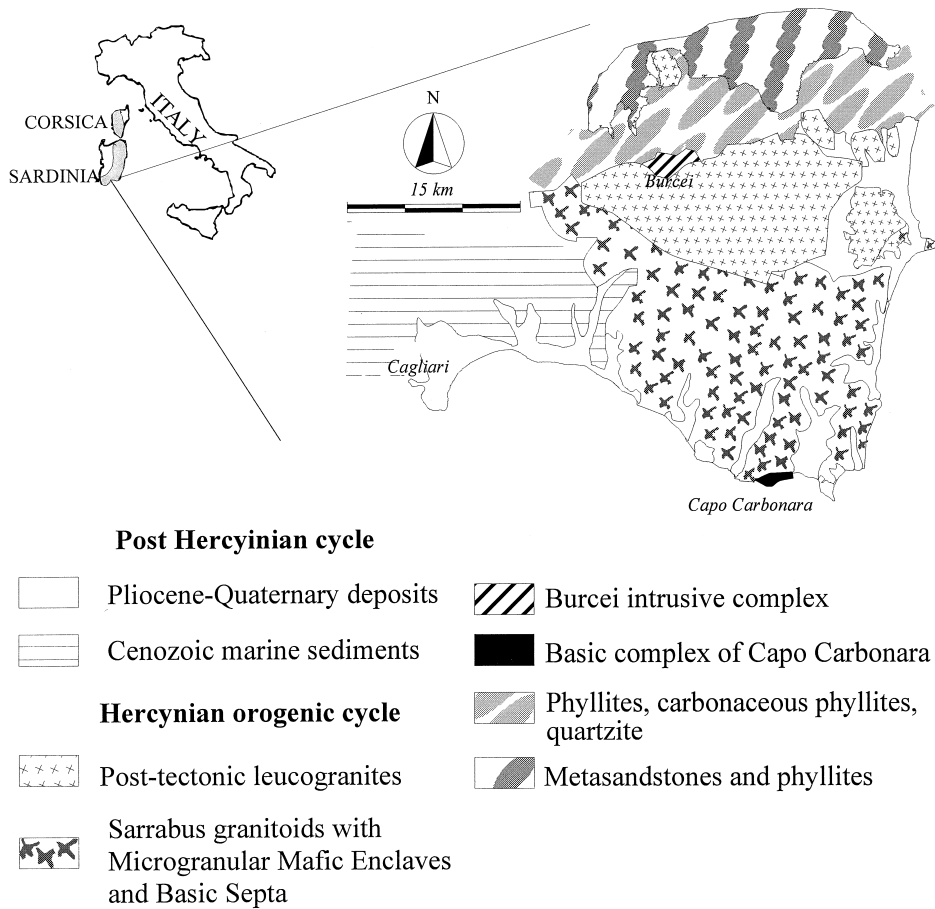 CORSICA
ITALY
SARDINIA
N
15 km
Burcei
Cagliari
Capo Carbonara
Post Hercyinian cycle
Pliocene-Quaternary deposits
Cenozoic marine sediments
Hercynian orogenic cycle
Post-tectonic leucogranites
Sarrabus granitoids with
Microgranular Mafic Enclaves
and Basic Septa
Burcei intrusive complex
Basic complex of Capo Carbonara
Phyllites, carbonaceous phyllites,
quartzite
Metasandstones and phyllites